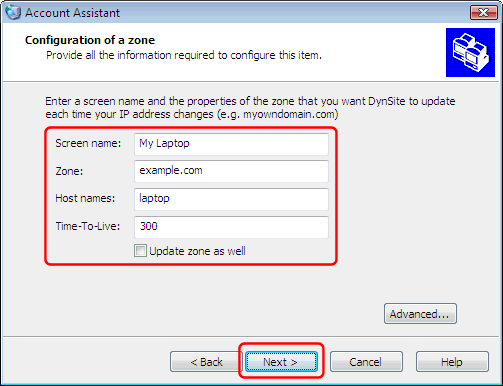 Account Assistant
Configuration of a zone
Provide all the information required to configure this item.
Enter a screen name and the properties of the zone that you want DynSite to update
each time your IP address changes (e.g. myowndomain.com)
Screen name: My Laptop
Zone: example.com
Host names: laptop
Time-To-Live: 300
Update zone as well
Advanced...
< Back Next > Cancel Help